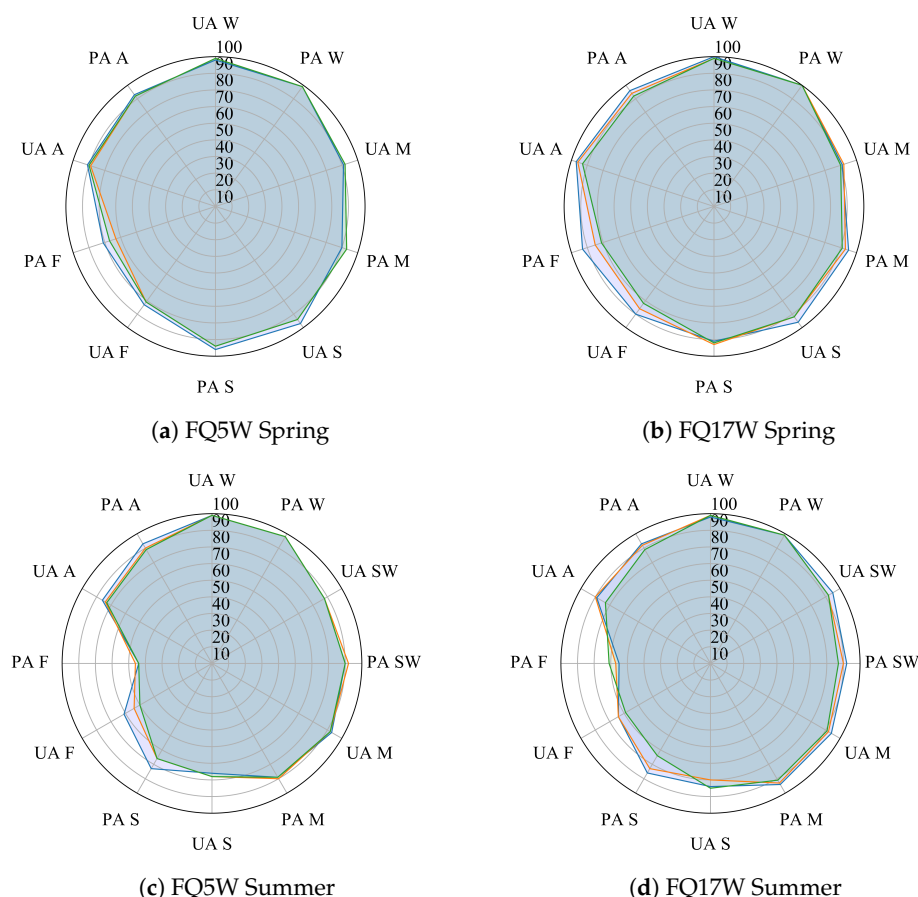 UA W
PA W
UA M
PA M
UA S
PA S
UA F
PA F
UA A
PA A
100
90
80
70
60
50
40
30
20
10
(a) FQ5W Spring
UA W
PA W
UA M
PA M
UA S
PA S
UA F
PA F
UA A
PA A
100
90
80
70
60
50
40
30
20
10
(b) FQ17W Spring
UA W
PA W
UA SW
PA SW
UA M
PA M
UA S
PA S
UA F
PA F
UA A
PA A
100
90
80
70
60
50
40
30
20
10
(c) FQ5W Summer
UA W
PA W
UA SW
PA SW
UA M
PA M
UA S
PA S
UA F
PA F
UA A
PA A
100
90
80
70
60
50
40
30
20
10
(d) FQ17W Summer